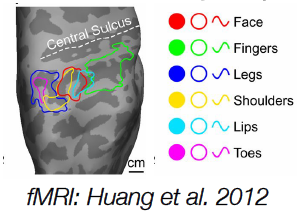 Central Sulcus
cm
Face
Fingers
Legs
Shoulders
Lips
Toes
fMRI: Huang et al. 2012